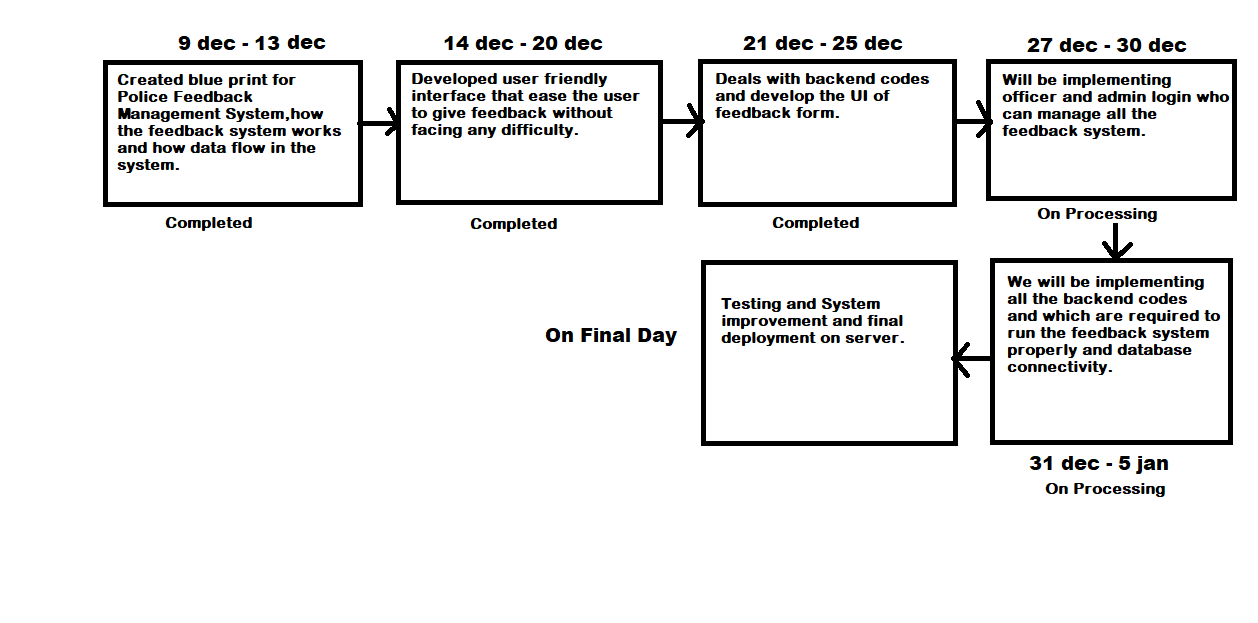 9 dec - 13 dec
Created blue print for
Police Feedback
Management System,how
the feedback system works
and how data flow in the
system.
Completed
14 dec - 20 dec
Developed user friendly
interface that ease the user
to give feedback without
facing any difficulty.
Completed
21 dec - 25 dec
Deals with backend codes
and develop the UI of
feedback form.
Completed
27 dec - 30 dec
Will be implementing
officer and admin login who
can manage all the
feedback system.
On Processing
We will be implementing
all the backend codes
and which are required to
run the feedback system
properly and database
connectivity.
31 dec - 5 jan
On Processing
Testing and System
improvement and final
deployment on server.
On Final Day